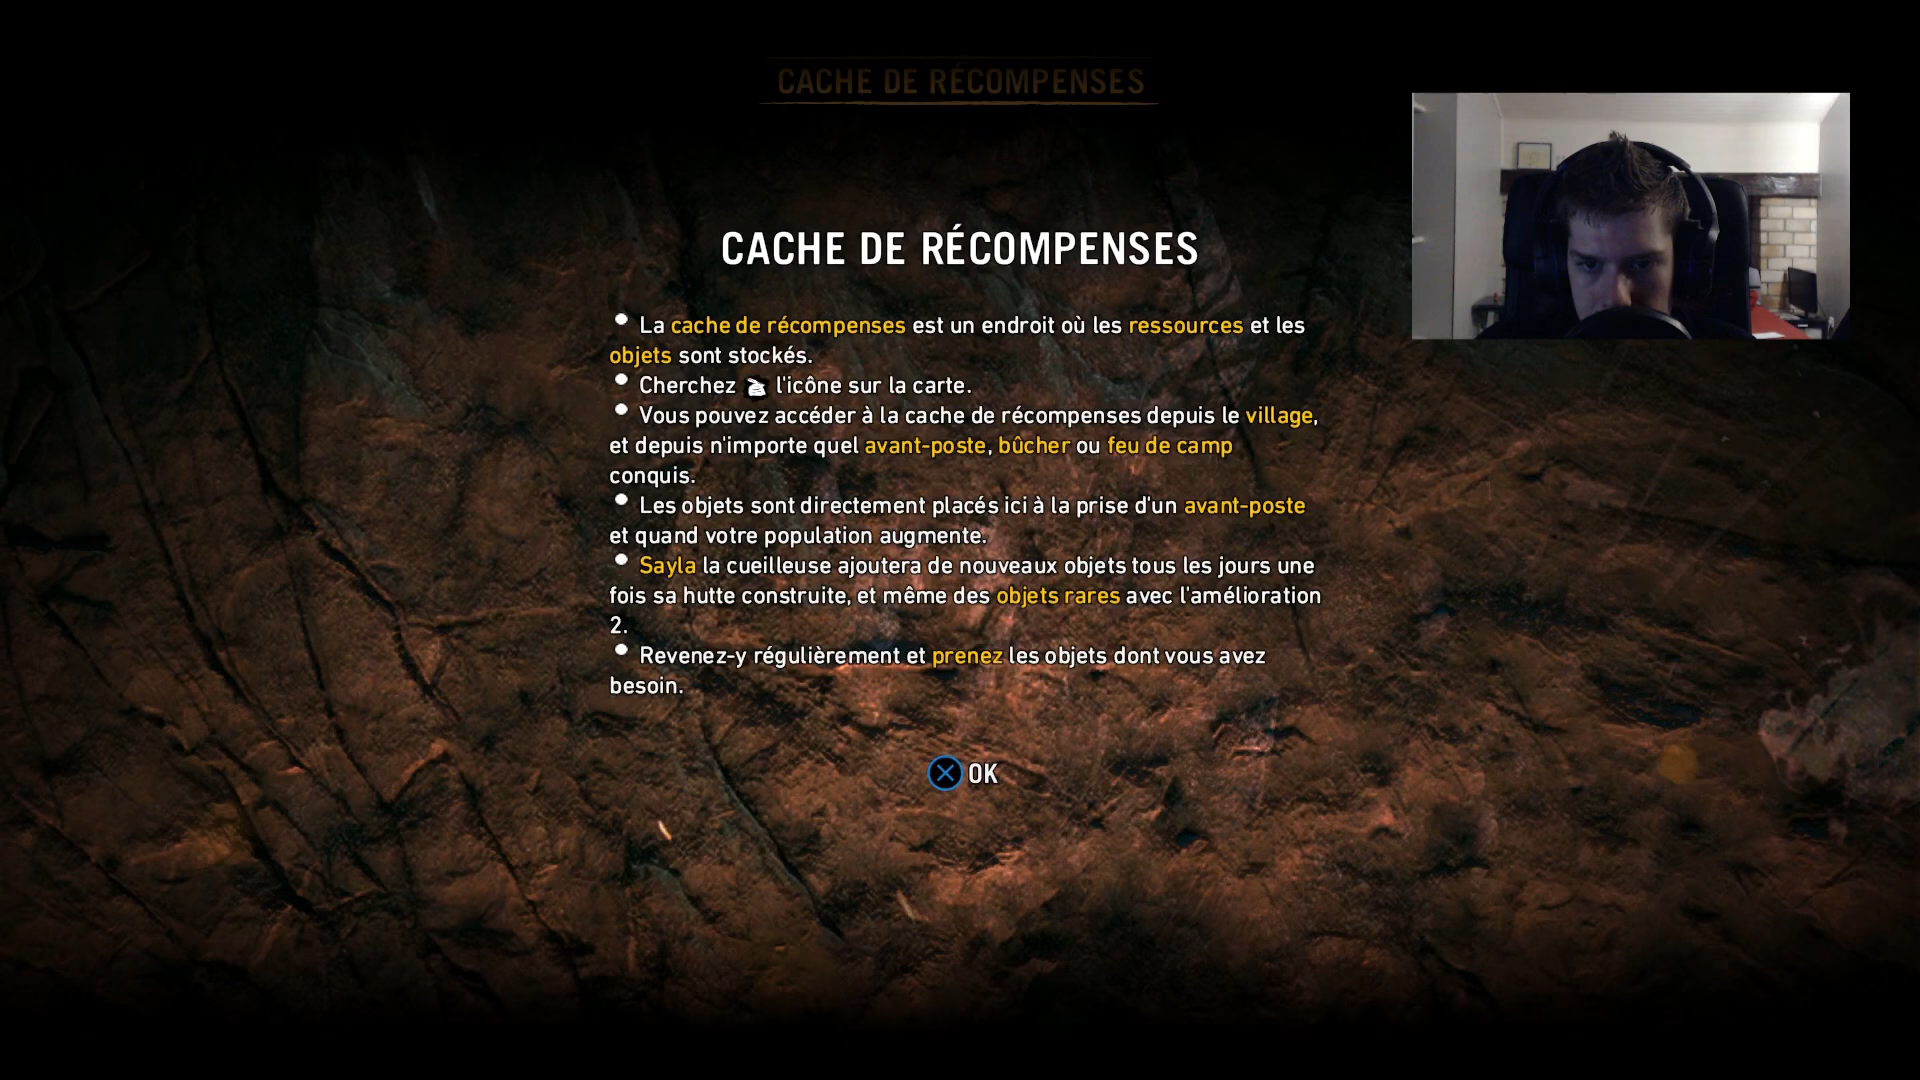 CACHE DE RÉCOMPENSES
CACHE DE RÉCOMPENSES
• La cache de récompenses est un endroit où les ressources et les
objets sont stockés.
• Cherchez l'icône sur la carte.
• Vous pouvez accéder à la cache de récompenses depuis le village,
et depuis n'importe quel avant-poste, bûcher ou feu de camp
conquis.
• Les objets sont directement placés ici à la prise d'un avant-poste
et quand votre population augmente.
• Sayla la cueilleuse ajoutera de nouveaux objets tous les jours une
fois sa hutte construite, et même des objets rares avec l'amélioration
2.
• Revenez-y régulièrement et prenez les objets dont vous avez
besoin.
OK